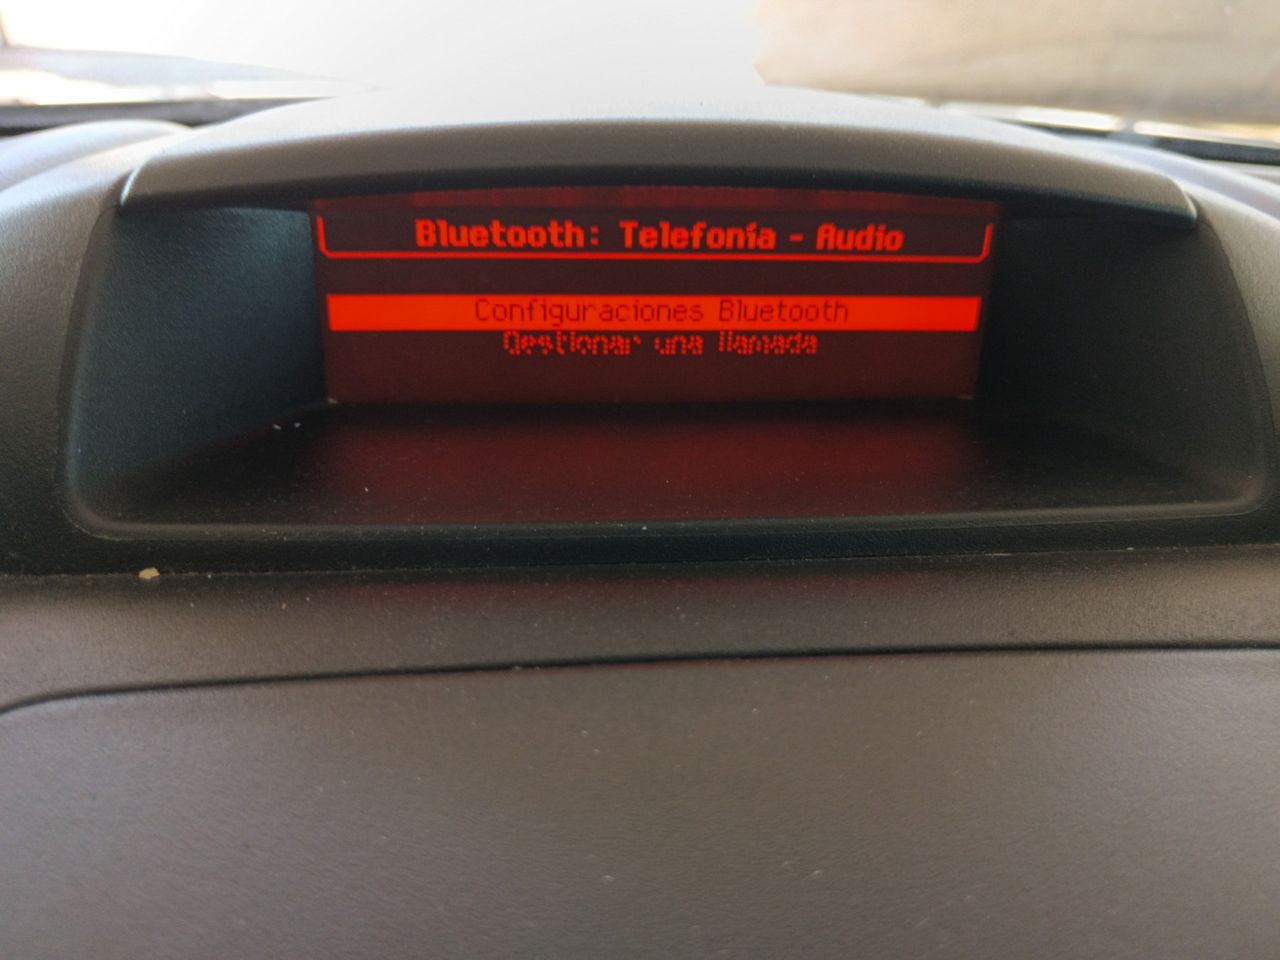 Bluetooth: Telefonía - Audio
Configuraciones Bluetooth
Gestionar una llamada